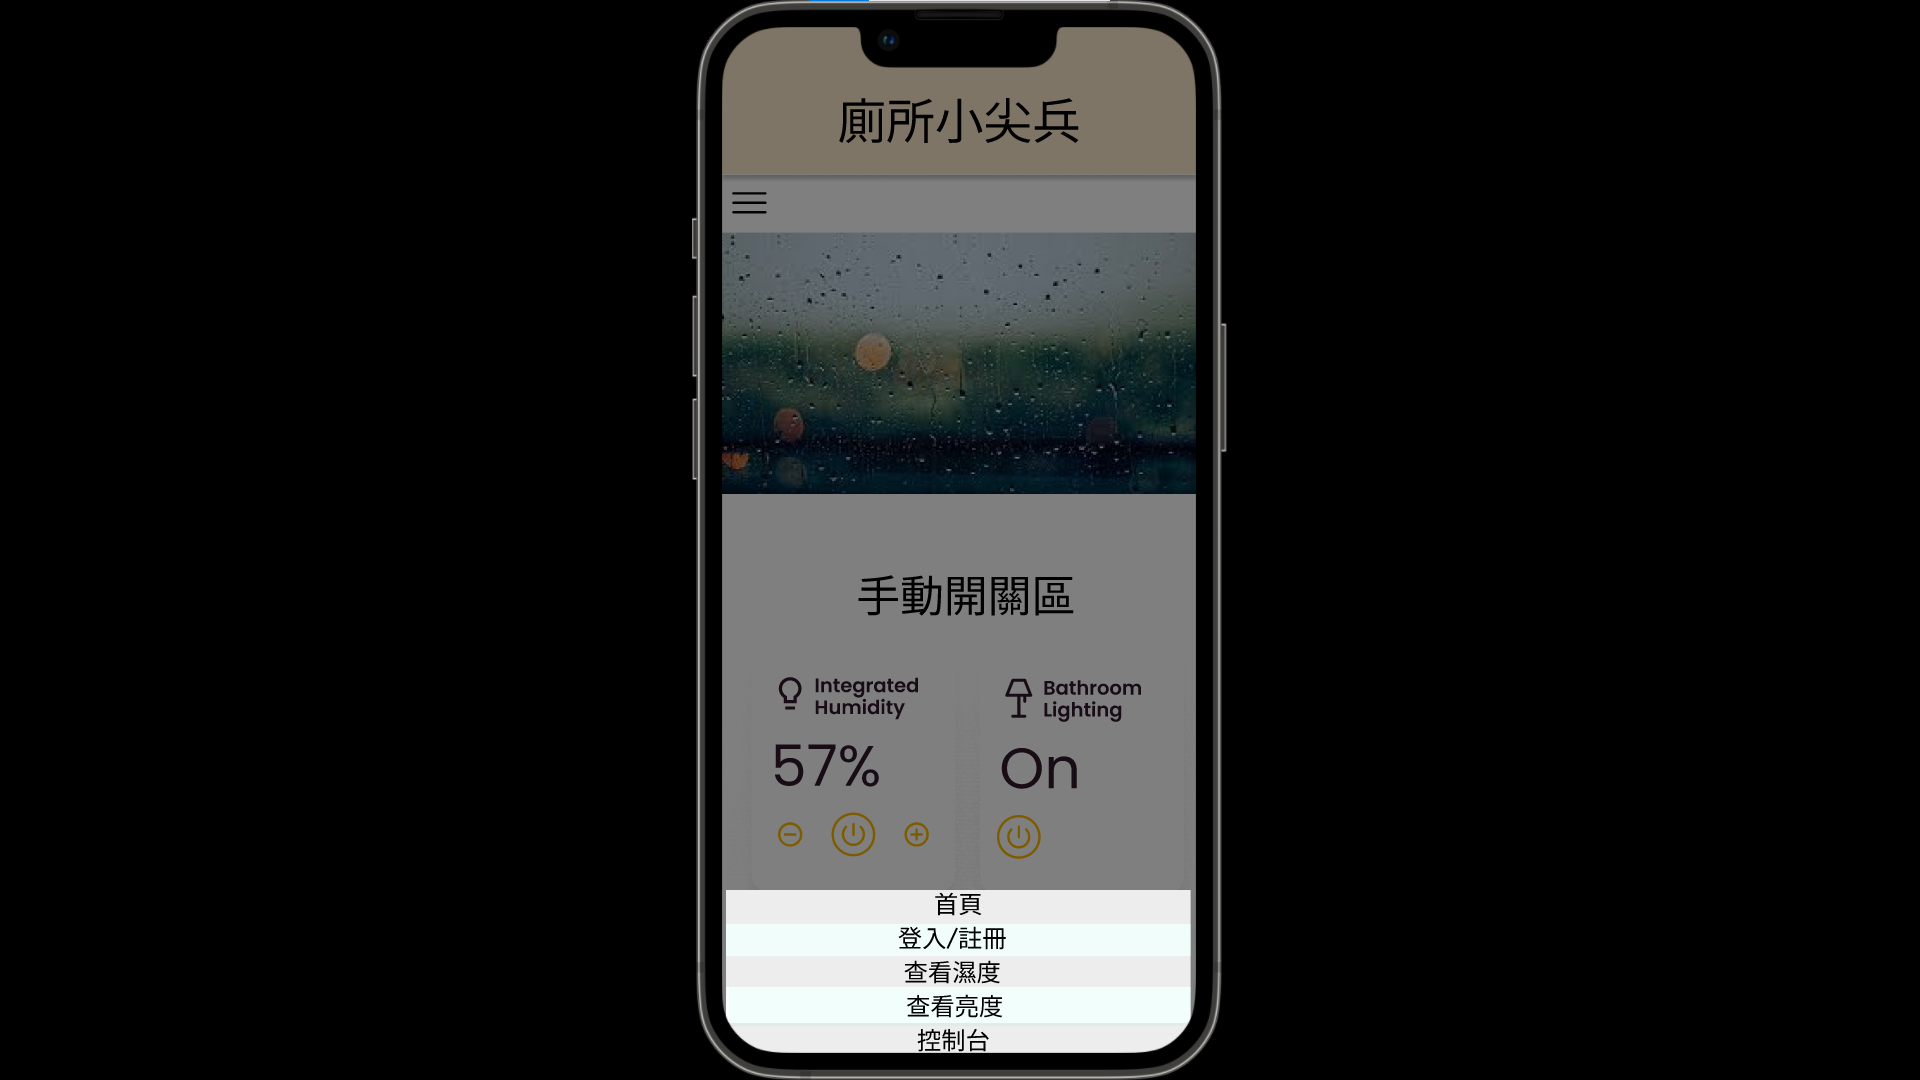 廁所小尖兵
手動開關區
Integrated
Humidity
57%
Bathroom
Lighting
On
首頁
登入/註冊
查看濕度
查看亮度
控制台